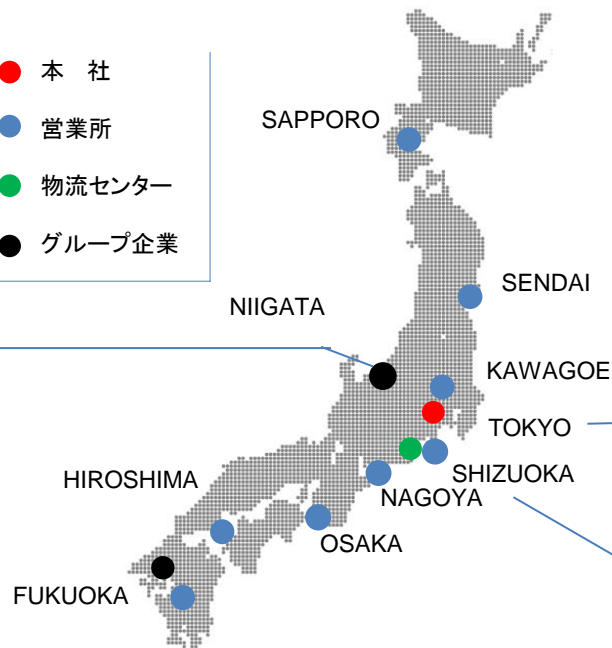 本　社
営業所
物流センター
グループ企業
SAPPORO
SENDAI
NIIGATA
KAWAGOE
TOKYO
SHIZUOKA
HIROSHIMA
NAGOYA
OSAKA
FUKUOKA